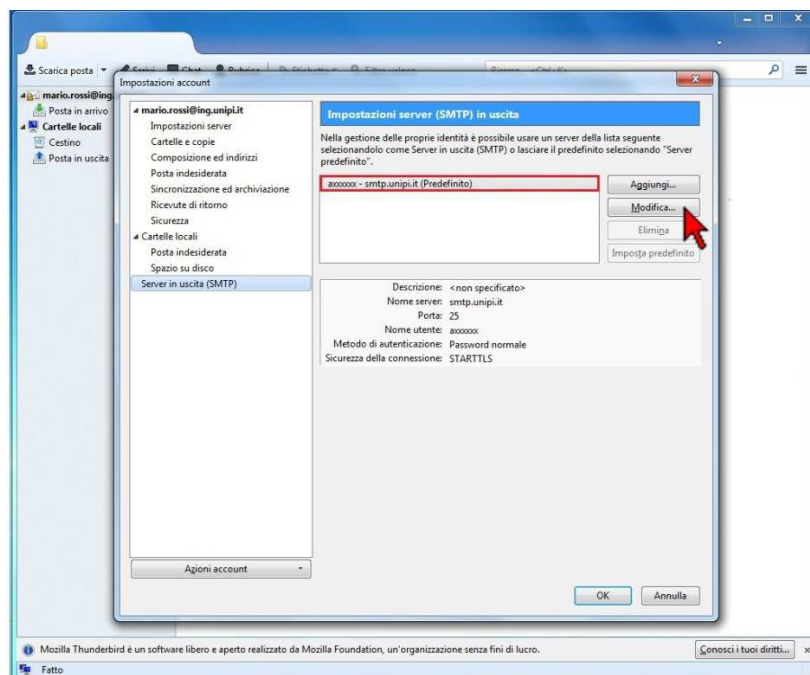 Scarica posta
Impostazioni account
mario.rossi@ing.
Posta in arrivo
Cartelle locali
Cestino
Posta in uscita
mario.rossi@ing.unipi.it
Impostazioni server
Cartelle e copie
Composizione ed indirizzi
Posta indesiderata
Sincronizzazione ed archiviazione
Ricevute di ritorno
Sicurezza
Cartelle locali
Posta indesiderata
Spazio su disco
Server in uscita (SMTP)
Azioni account
Impostazioni server (SMTP) in uscita
Nella gestione delle proprie identità è possibile usare un server della lista seguente
selezionandolo come Server in uscita (SMTP) o lasciare il predefinito selezionando "Server
predefinito".
axxxxxx - smtp.unipi.it (Predefinito)
Aggiungi...
Modifica...
Elimina
Imposta predefinito
Descrizione: <non specificato>
Nome server: smtp.unipi.it
Porta: 25
Nome utente: axxxxxx
Metodo di autenticazione: Password normale
Sicurezza della connessione: STARTTLS
OK Annulla
Mozilla Thunderbird è un software libero e aperto realizzato da Mozilla Foundation, un'organizzazione senza fini di lucro.
Conosci i tuoi diritti...
Fatto